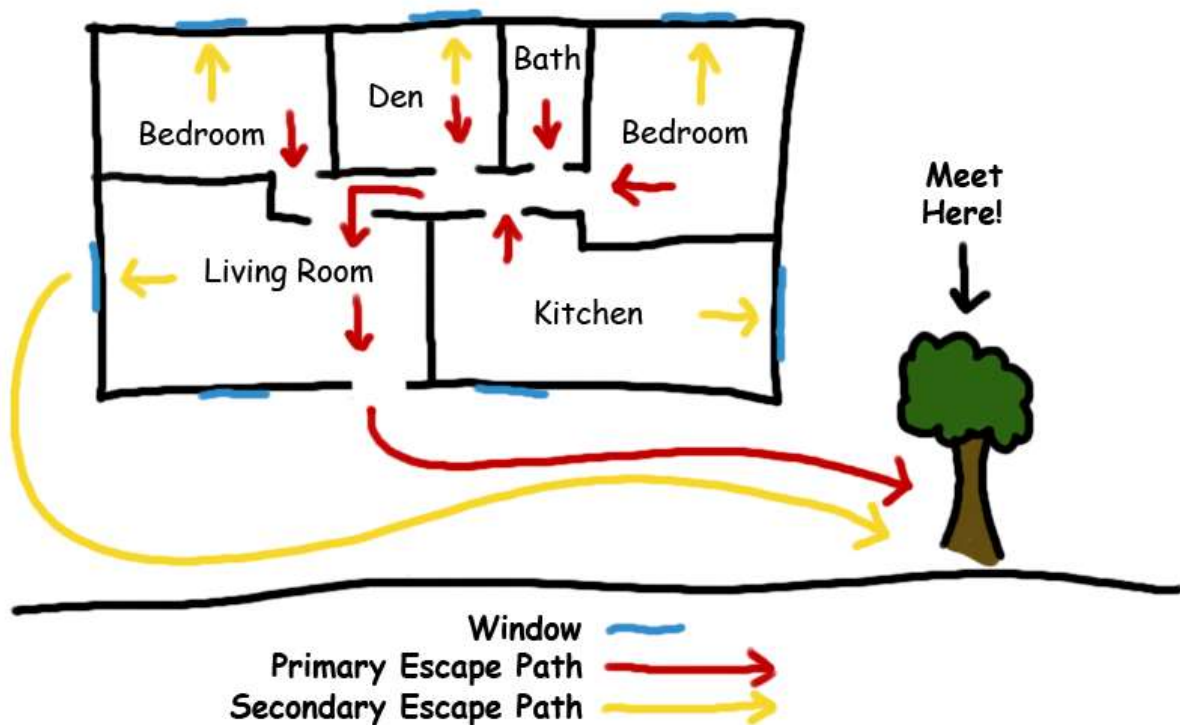 Bath
Den
Bedroom
Bedroom
Meet
Here!
Living Room
Kitchen
Window
Primary Escape Path
Secondary Escape Path